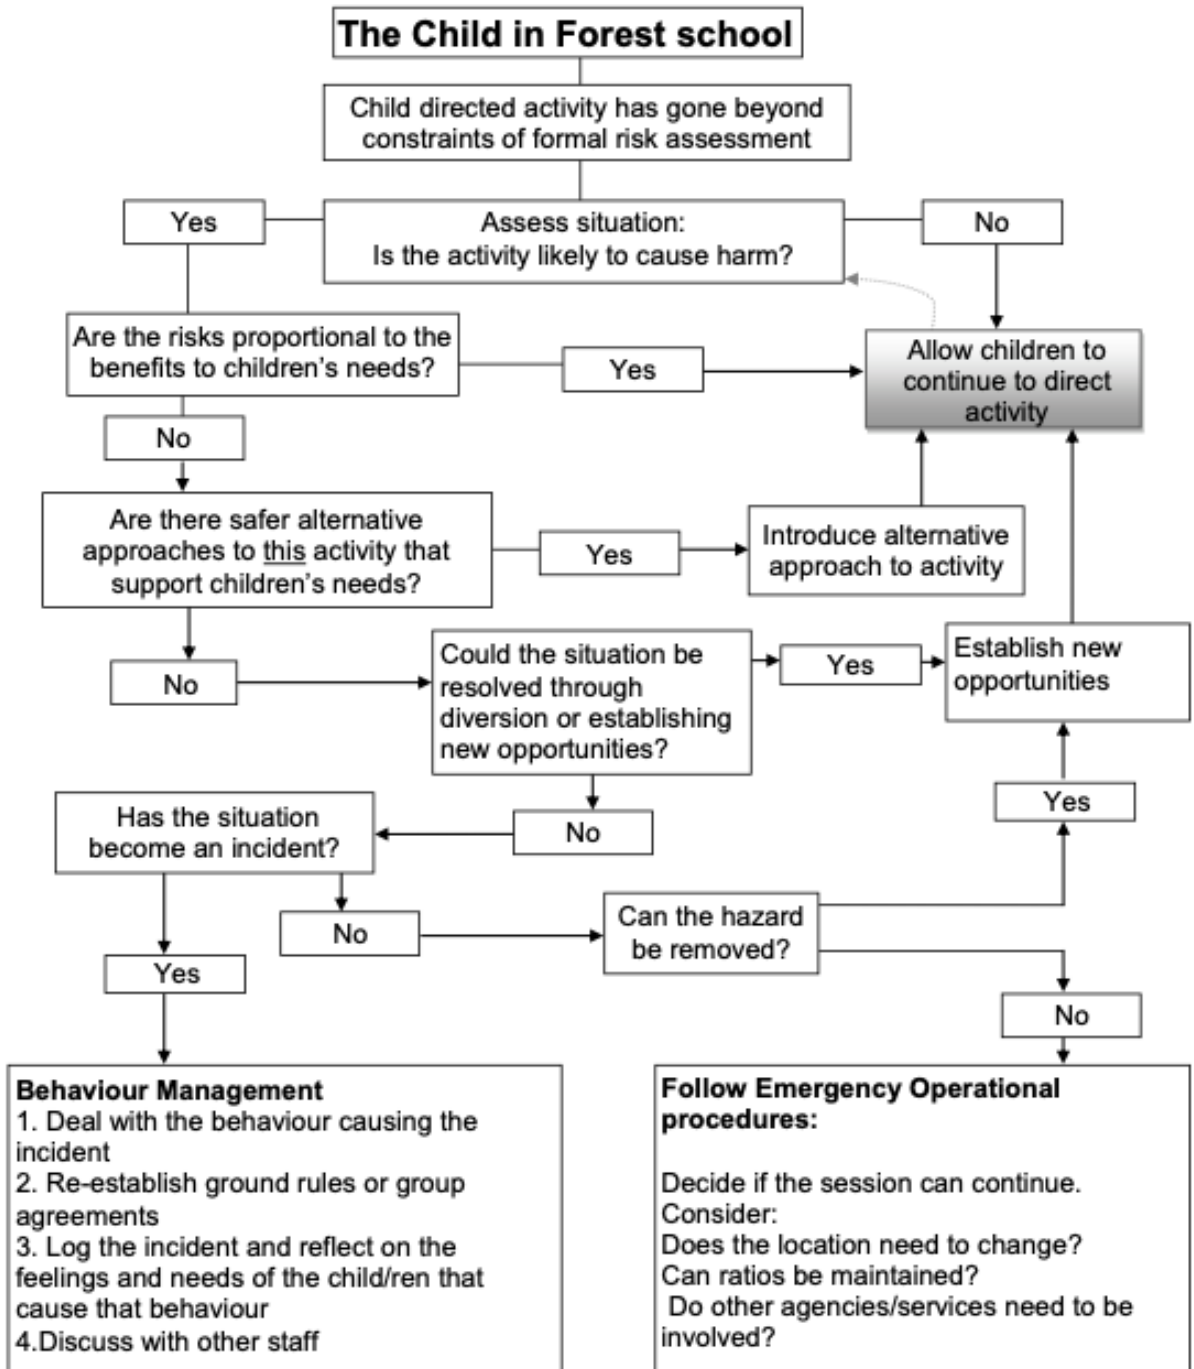 The Child in Forest school
Child directed activity has gone beyond
constraints of formal risk assessment
Yes
Assess situation:
Is the activity likely to cause harm?
No
Are the risks proportional to the
benefits to children's needs?
Yes
Allow children to
continue to direct
activity
No
Are there safer alternative
approaches to this activity that
support children's needs?
Yes
Introduce alternative
approach to activity
No
Could the situation be
resolved through
diversion or establishing
new opportunities?
Yes
Establish new
opportunities
Has the situation
become an incident?
No
Yes
No
Can the hazard
be removed?
Yes
No
Behaviour Management
1. Deal with the behaviour causing the
incident
2. Re-establish ground rules or group
agreements
3. Log the incident and reflect on the
feelings and needs of the child/ren that
cause that behaviour
4.Discuss with other staff
Follow Emergency Operational
procedures:
Decide if the session can continue.
Consider:
Does the location need to change?
Can ratios be maintained?
Do other agencies/services need to be
involved?